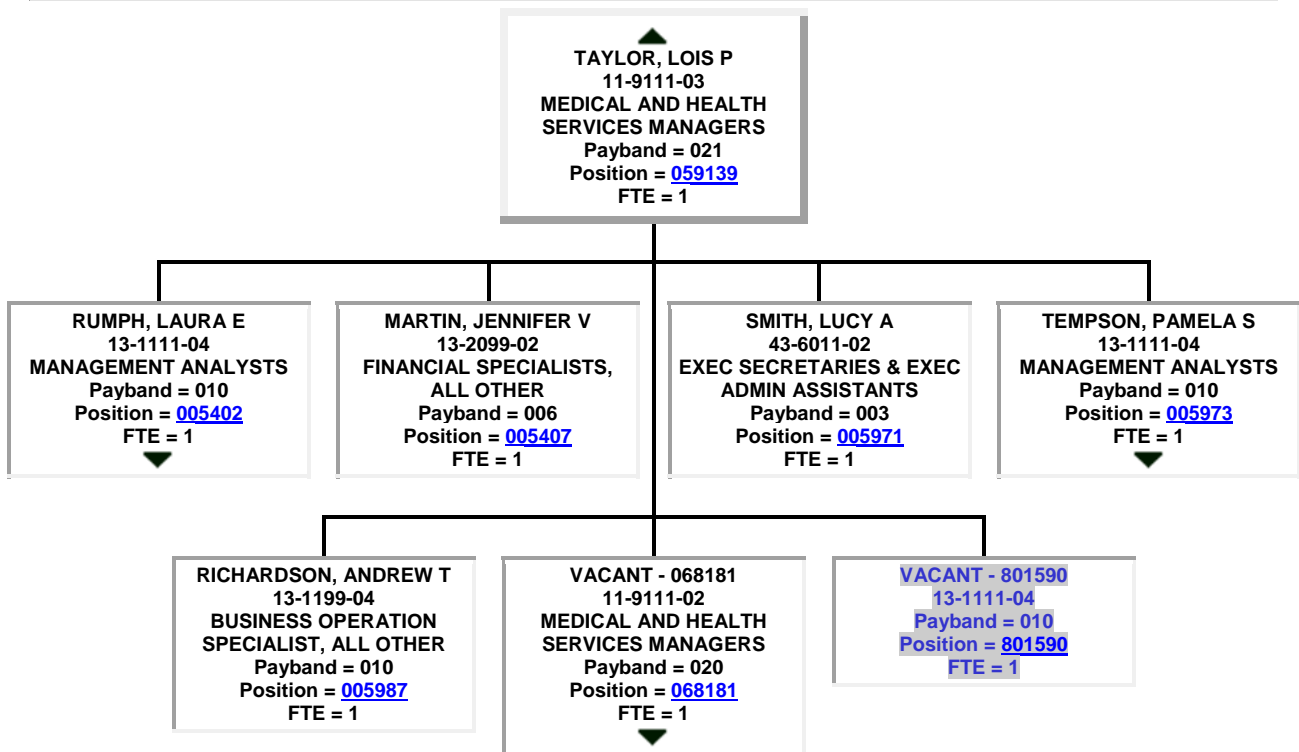 TAYLOR, LOIS P
11-9111-03
MEDICAL AND HEALTH
SERVICES MANAGERS
Payband = 021
Position = 059139
FTE = 1
RUMPH, LAURA E
13-1111-04
MANAGEMENT ANALYSTS
Payband = 010
Position = 005402
FTE = 1
MARTIN, JENNIFER V
13-2099-02
FINANCIAL SPECIALISTS,
ALL OTHER
Payband = 006
Position = 005407
FTE = 1
SMITH, LUCY A
43-6011-02
EXEC SECRETARIES & EXEC
ADMIN ASSISTANTS
Payband = 003
Position = 005971
FTE = 1
TEMPSON, PAMELA S
13-1111-04
MANAGEMENT ANALYSTS
Payband = 010
Position = 005973
FTE = 1
RICHARDSON, ANDREW T
13-1199-04
BUSINESS OPERATION
SPECIALIST, ALL OTHER
Payband = 010
Position = 005987
FTE = 1
VACANT - 068181
11-9111-02
MEDICAL AND HEALTH
SERVICES MANAGERS
Payband = 020
Position = 068181
FTE = 1
VACANT - 801590
13-1111-04
Payband = 010
Position = 801590
FTE = 1